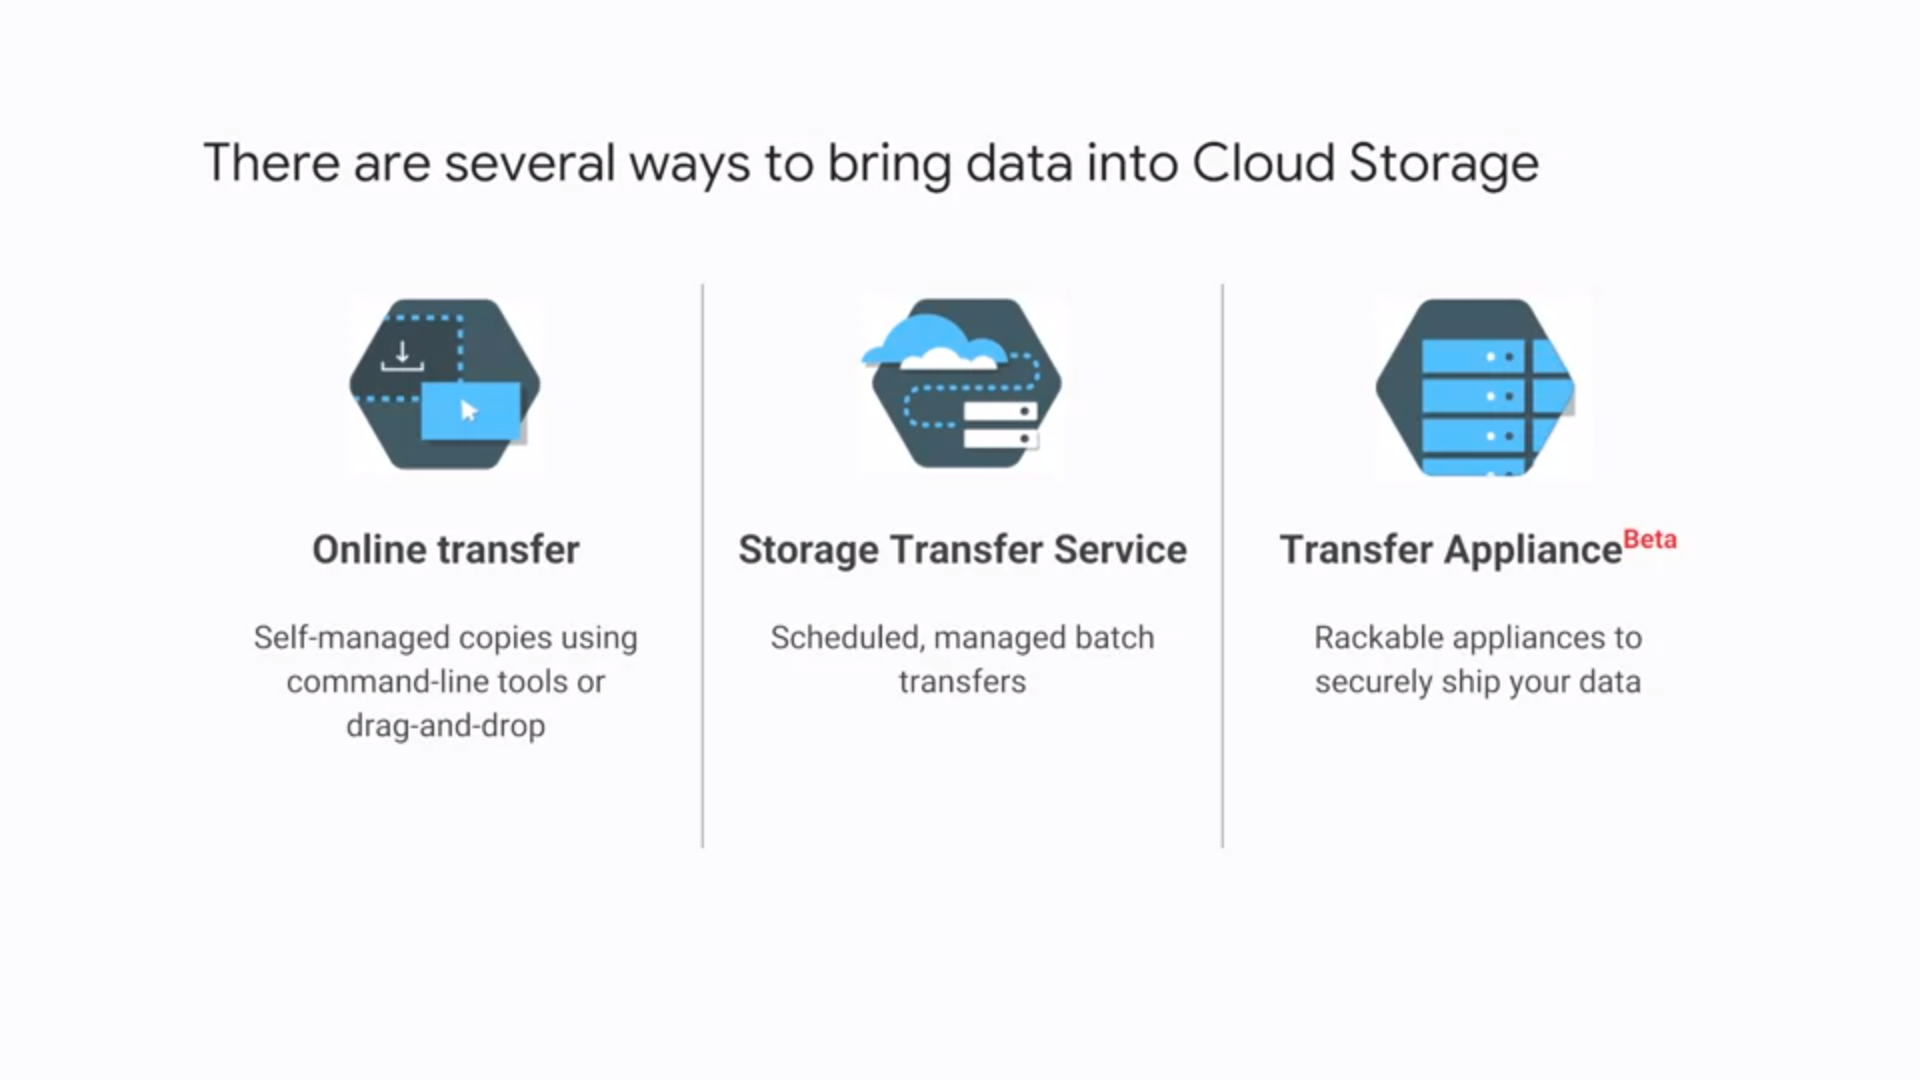 There are several ways to bring data into Cloud Storage
Online transfer
Self-managed copies using
command-line tools or
drag-and-drop
Storage Transfer Service
Scheduled, managed batch
transfers
Transfer Appliance Beta
Rackable appliances to
securely ship your data